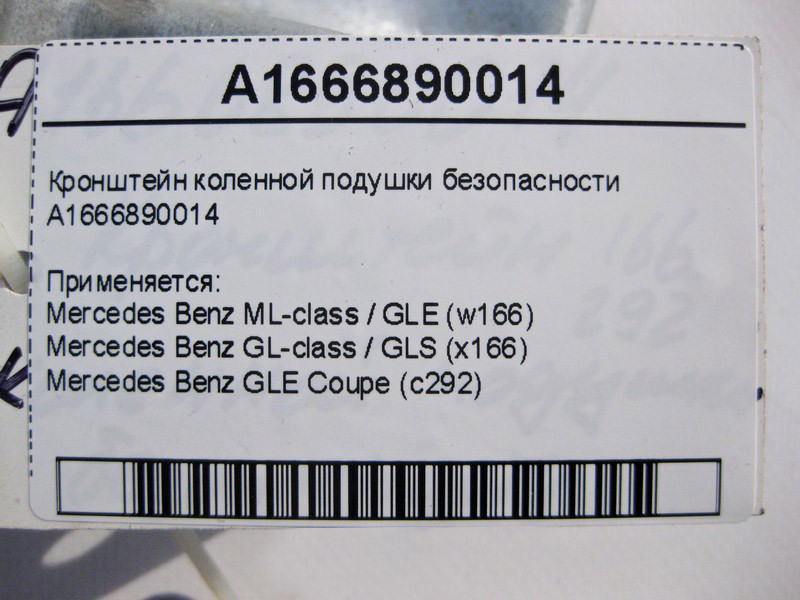 A1666890014
Кронштейн коленной подушки безопасности
A1666890014
Применяется:
Mercedes Benz ML-class / GLE (w166)
Mercedes Benz GL-class / GLS (x166)
Mercedes Benz GLE Coupe (c292)